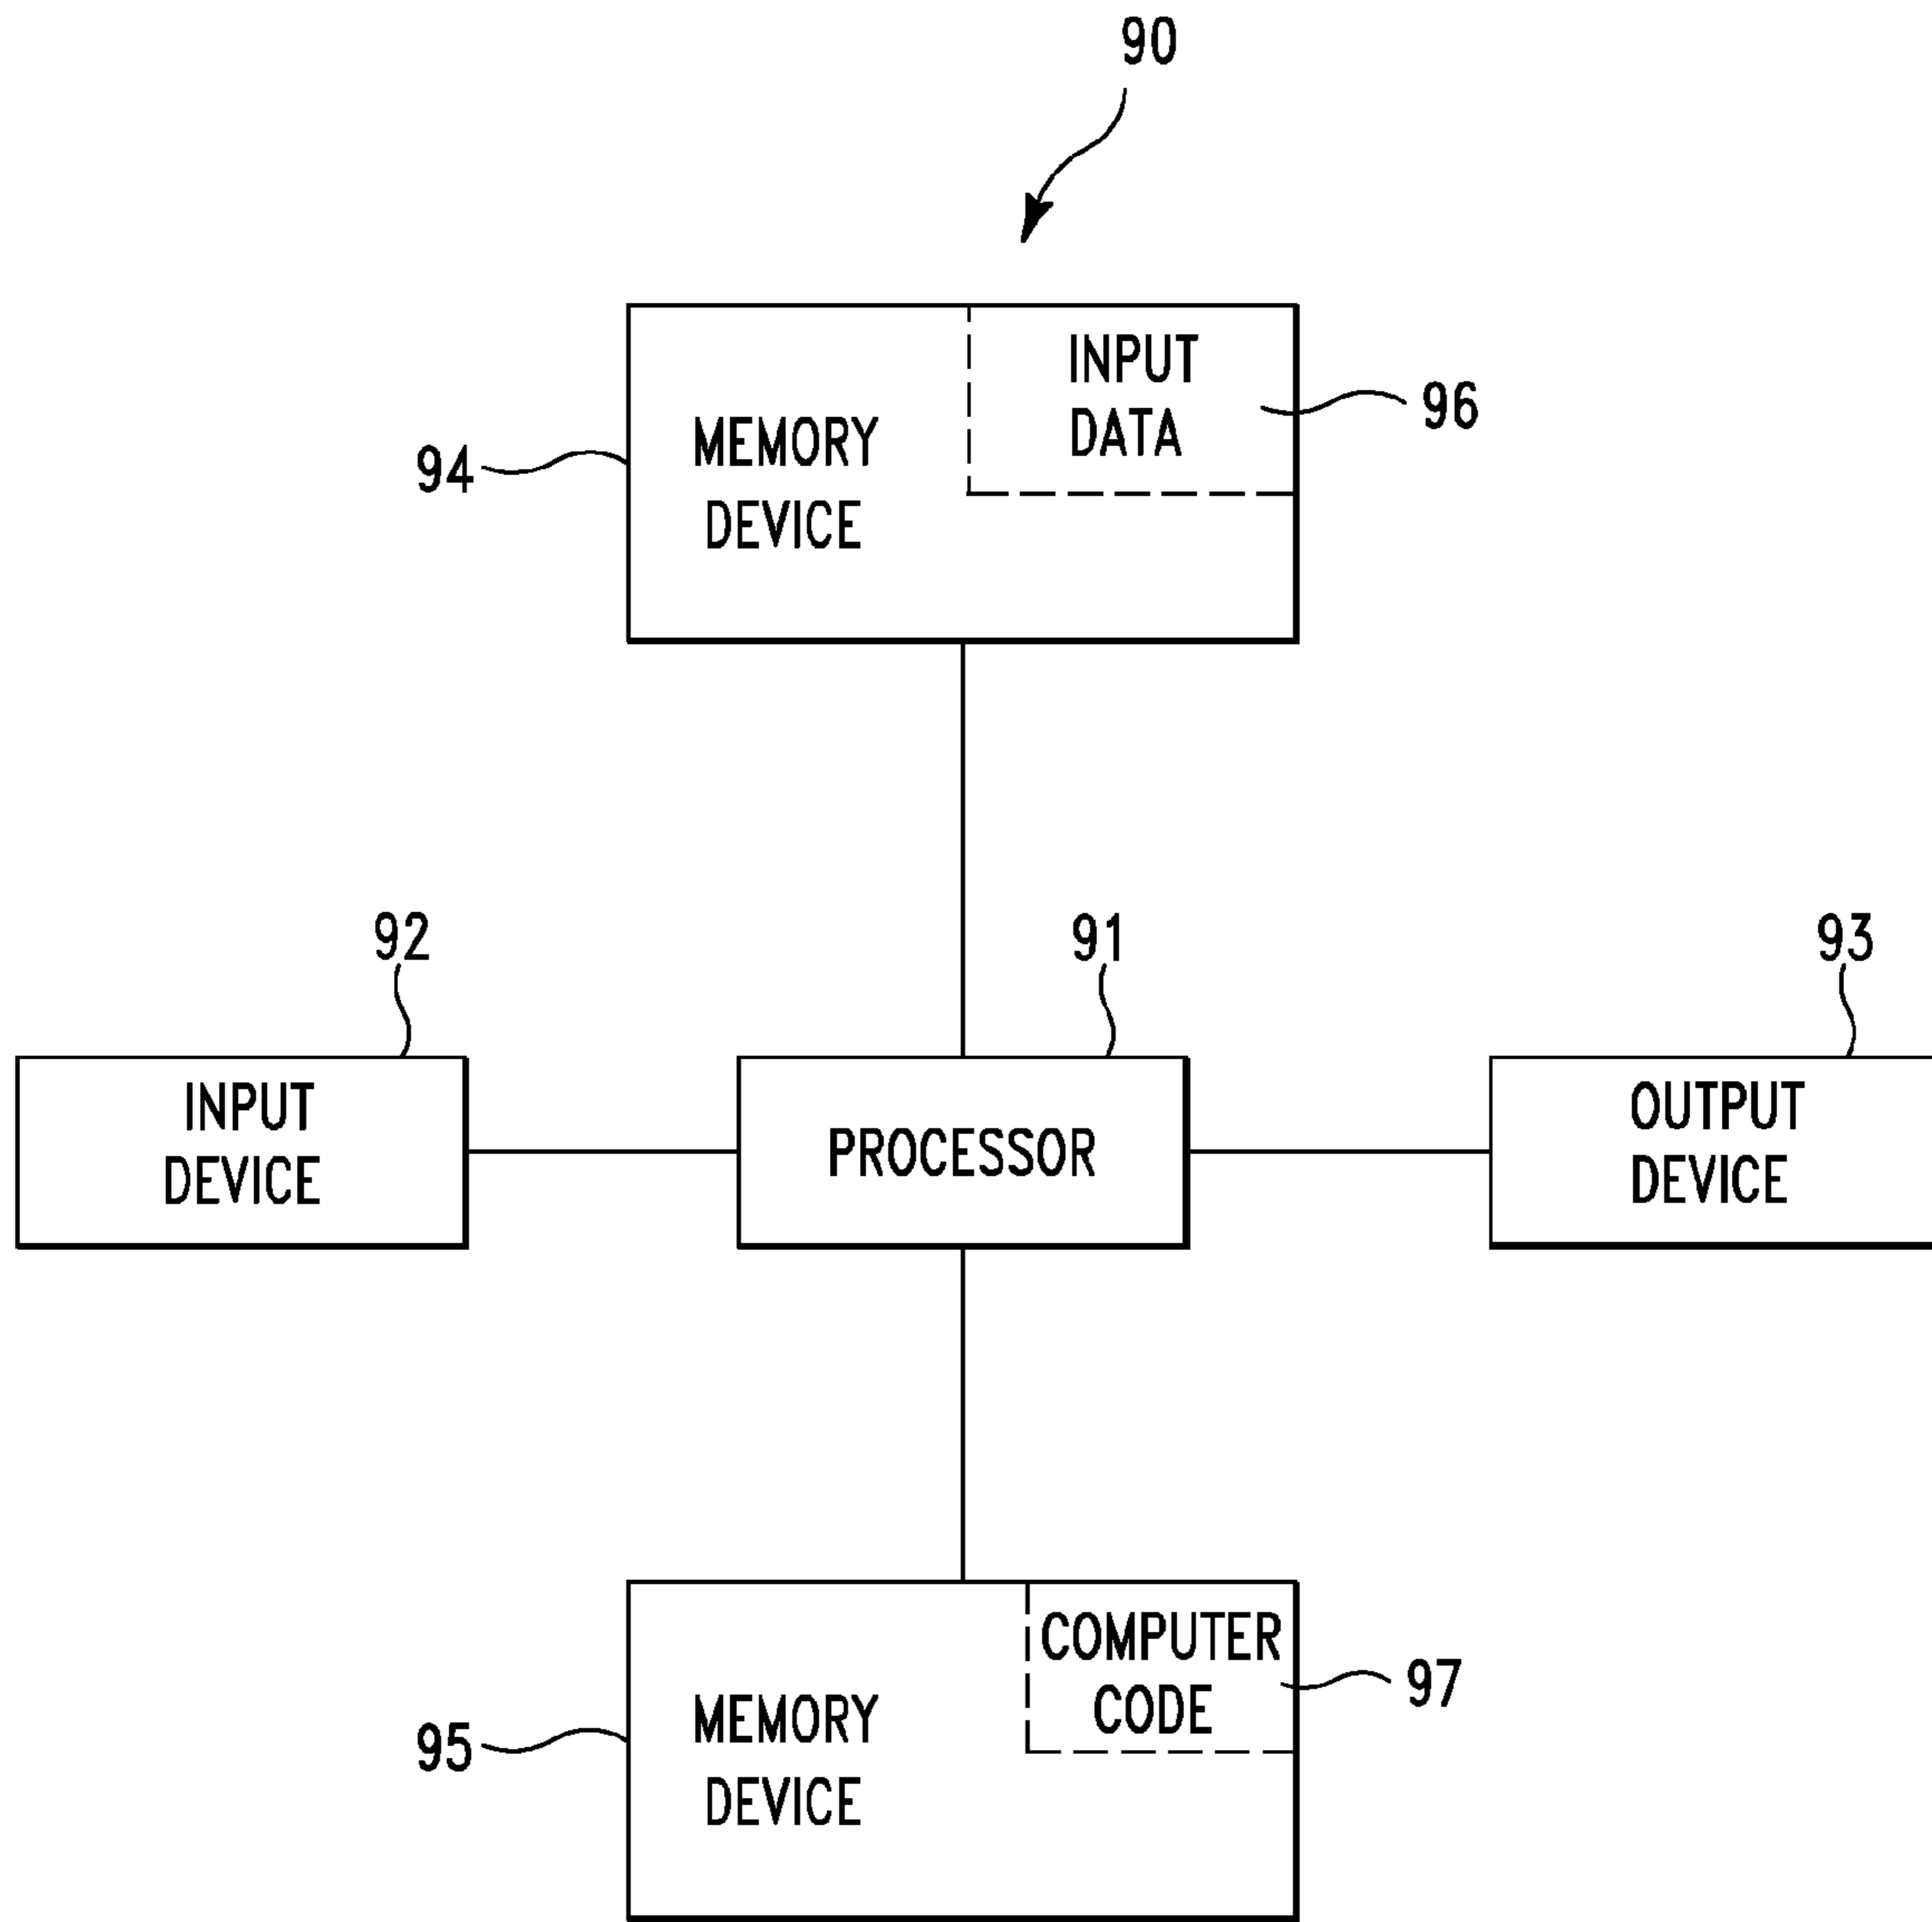 90
INPUT
DATA
96
94
MEMORY
DEVICE
92
91
93
INPUT
DEVICE
PROCESSOR
OUTPUT
DEVICE
COMPUTER
CODE
97
95
MEMORY
DEVICE